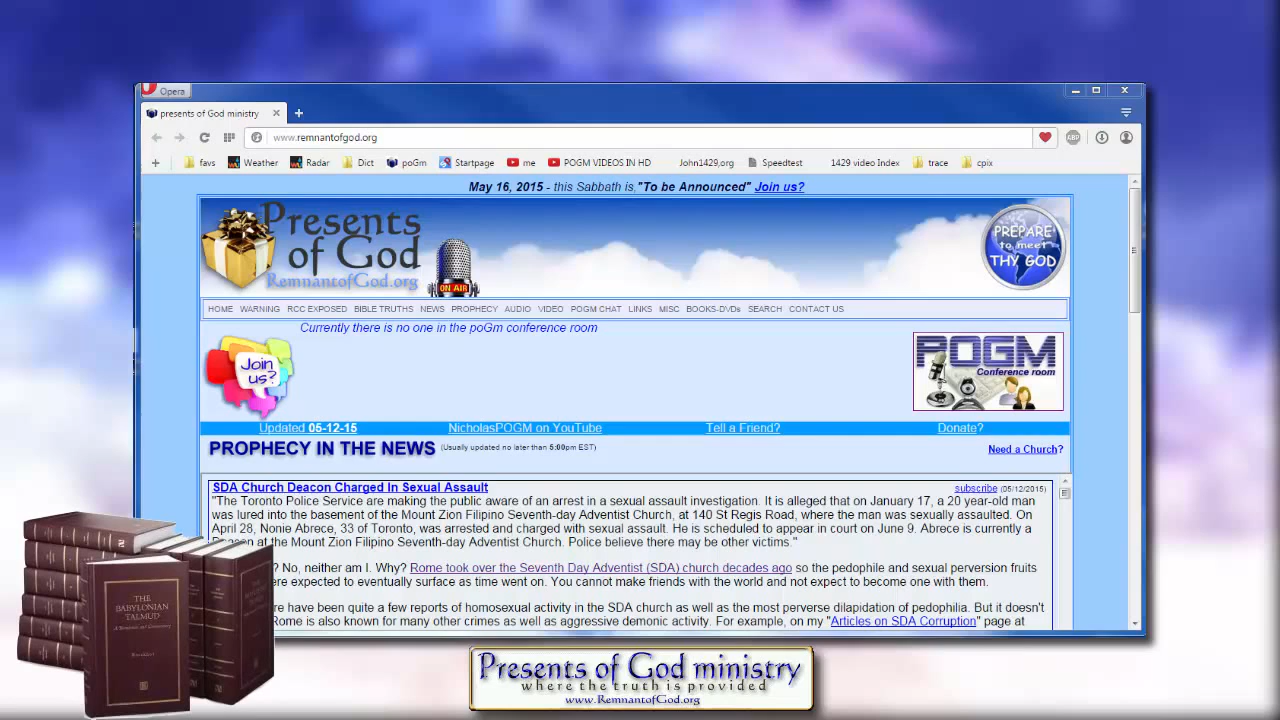 Opera
presents of God ministry
www.remnantofgod.org
ABP
favs Weather Radar Dict poGm Startpage me POGM VIDEOS IN HD John1429,org Speedtest 1429 video Index trace cpix
May 16, 2015 - this Sabbath is,"To be Announced" Join us?
Presents
of God
RemnantofGod.org
ON AIR
PREPARE
to meet
THY GOD
HOME WARNING RCC EXPOSED BIBLE TRUTHS NEWS PROPHECY AUDIO VIDEO POGM CHAT LINKS MISC BOOKS-DVDs SEARCH CONTACT US
Currently there is no one in the poGm conference room
Join
us?
POGM
Conference room
Updated 05-12-15 NicholasPOGM on YouTube Tell a Friend? Donate?
PROPHECY IN THE NEWS (Usually updated no later than 5:00pm EST) Need a Church?
SDA Church Deacon Charged In Sexual Assault subscribe (05/12/2015)
"The Toronto Police Service are making the public aware of an arrest in a sexual assault investigation. It is alleged that on January 17, a 20 year-old man
was lured into the basement of the Mount Zion Filipino Seventh-day Adventist Church, at 140 St Regis Road, where the man was sexually assaulted. On
April 28, Nonie Abrece, 33 of Toronto, was arrested and charged with sexual assault. He is scheduled to appear in court on June 9. Abrece is currently a
Deacon at the Mount Zion Filipino Seventh-day Adventist Church. Police believe there may be other victims."
? No, neither am I. Why? Rome took over the Seventh Day Adventist (SDA) church decades ago so the pedophile and sexual perversion fruits
ere expected to eventually surface as time went on. You cannot make friends with the world and not expect to become one with them.
re have been quite a few reports of homosexual activity in the SDA church as well as the most perverse dilapidation of pedophilia. But it doesn't
Rome is also known for many other crimes as well as aggressive demonic activity. For example, on my "Articles on SDA Corruption" page at
THE
BABYLONIAN
TALMUD
Presents of God ministry
where the truth is provided
www.RemnantofGod.org